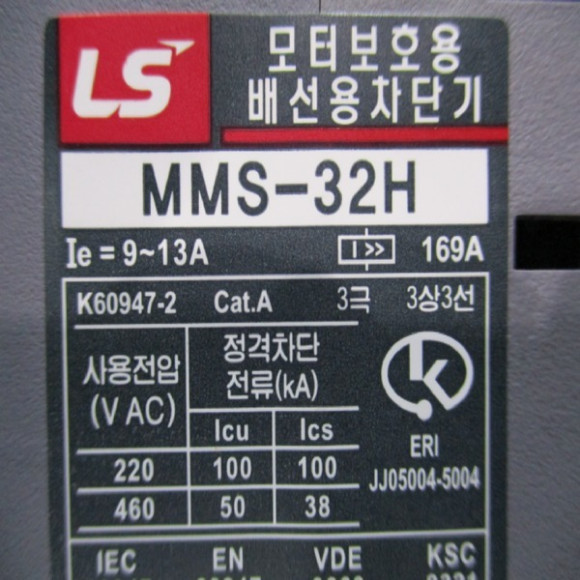 LS
모터보호용
배선용차단기
MMS-32H
Ie = 9~13A I >> 169A
K60947-2 Cat.A 3극 3상3선
사용전압 정격차단
(V AC) 전류(kA)
Icu Ics
ERI
220 100 100 JJ05004-5004
460 50 38
IEC EN VDE KSC